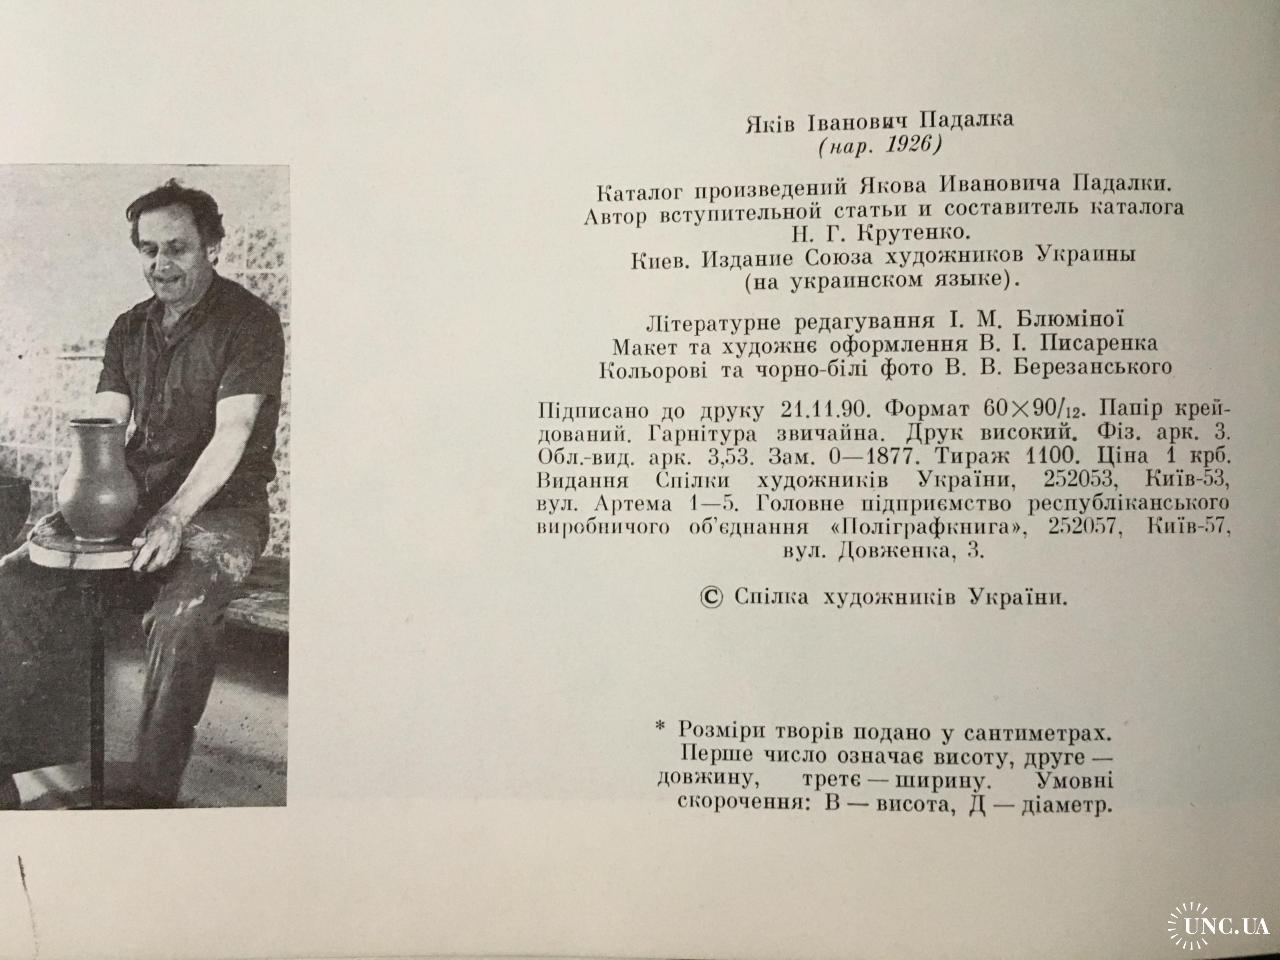 Яків Іванович Падалка
(нар. 1926)
Каталог произведений Якова Ивановича Падалки.
Автор вступительной статьи и составитель каталога
Н. Г. Крутенко.
Киев. Издание Союза художников Украины
(на украинском языке).
Літературне редагування І. М. Блюміної
Макет та художнє оформлення В. І. Писаренка
Кольорові та чорно-білі фото В. В. Березанського
Підписано до друку 21.11.90. Формат 60×90/12. Папір крей-
дований. Гарнітура звичайна. Друк високий. Фіз. арк. 3.
Обл.-вид. арк. 3,53. Зам. 0—1877. Тираж 1100. Ціна 1 крб.
Видання Спілки художників України, 252053, Київ-53,
вул. Артема 1—5. Головне підприємство республіканського
виробничого об'єднання «Поліграфкнига», 252057, Київ-57,
вул. Довженка, 3.
© Спілка художників України.
* Розміри творів подано у сантиметрах.
Перше число означає висоту, друге —
довжину, третє — ширину. Умовні
скорочення: В — висота, Д — діаметр.
UNC.UA